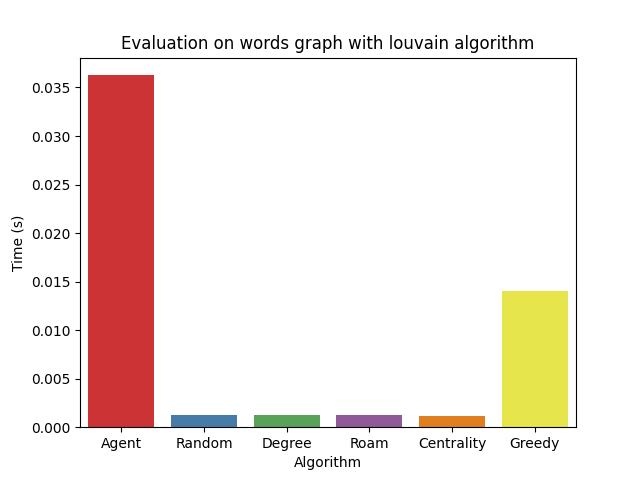 Evaluation on words graph with louvain algorithm
0.035
0.030
0.025
0.020
0.015
0.010
0.005
0.000
Time (s)
Agent Random Degree Roam Centrality Greedy
Algorithm